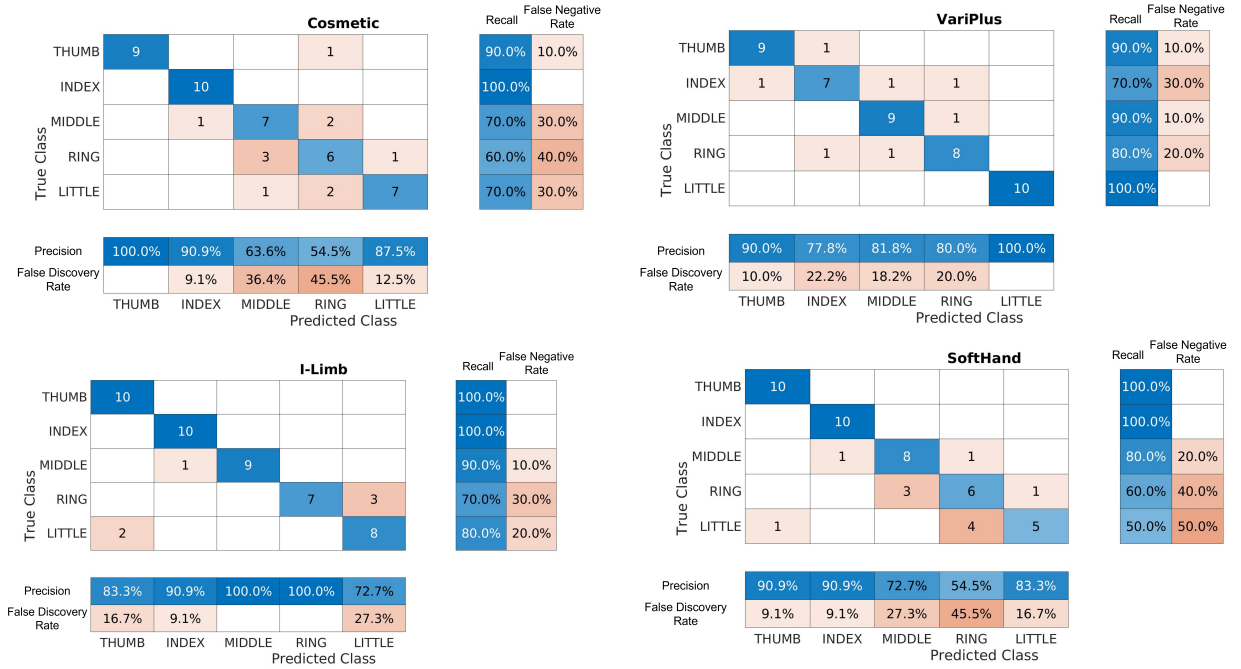 Cosmetic
Recall
False Negative
Rate
THUMB 9 1 90.0% 10.0%
INDEX 10 100.0%
MIDDLE 1 7 2 70.0% 30.0%
RING 3 6 1 60.0% 40.0%
LITTLE 1 2 7 70.0% 30.0%
True Class
Precision 100.0% 90.9% 63.6% 54.5% 87.5%
False Discovery
Rate
9.1% 36.4% 45.5% 12.5%
THUMB INDEX MIDDLE RING LITTLE
Predicted Class
VariPlus
Recall
False Negative
Rate
THUMB 9 1 90.0% 10.0%
INDEX 1 7 1 1 70.0% 30.0%
MIDDLE 9 1 90.0% 10.0%
RING 1 1 8 80.0% 20.0%
LITTLE 10 100.0%
True Class
Precision 90.0% 77.8% 81.8% 80.0% 100.0%
False Discovery
Rate
10.0% 22.2% 18.2% 20.0%
THUMB INDEX MIDDLE RING LITTLE
Predicted Class
I-Limb
Recall
False Negative
Rate
THUMB 10 100.0%
INDEX 10 100.0%
MIDDLE 1 9 90.0% 10.0%
RING 7 3 70.0% 30.0%
LITTLE 2 8 80.0% 20.0%
True Class
Precision 83.3% 90.9% 100.0% 100.0% 72.7%
False Discovery
Rate
16.7% 9.1% 27.3%
THUMB INDEX MIDDLE RING LITTLE
Predicted Class
SoftHand
Recall
False Negative
Rate
THUMB 10 100.0%
INDEX 10 100.0%
MIDDLE 1 8 1 80.0% 20.0%
RING 3 6 1 60.0% 40.0%
LITTLE 1 4 5 50.0% 50.0%
True Class
Precision 90.9% 90.9% 72.7% 54.5% 83.3%
False Discovery
Rate
9.1% 9.1% 27.3% 45.5% 16.7%
THUMB INDEX MIDDLE RING LITTLE
Predicted Class